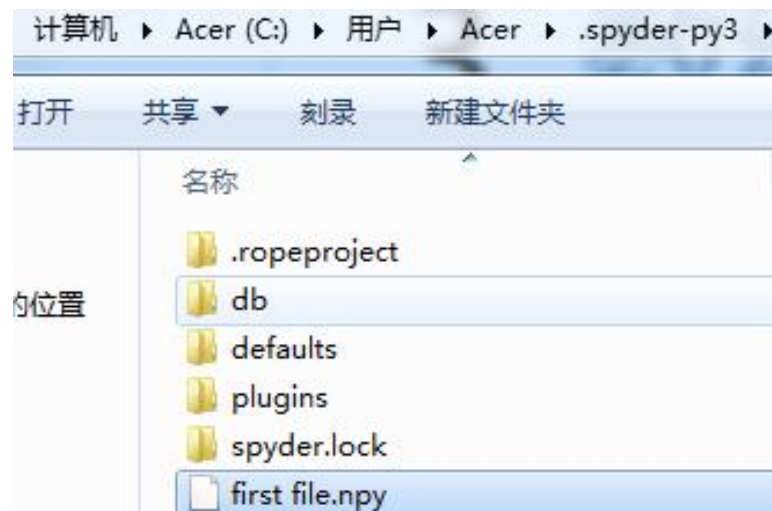 计算机 ▸ Acer (C:) ▸ 用户 ▸ Acer ▸ .spyder-py3 ▸
打开 共享 ▾ 刻录 新建文件夹
名称
.ropeproject
的位置 db
defaults
plugins
spyder.lock
first file.npy